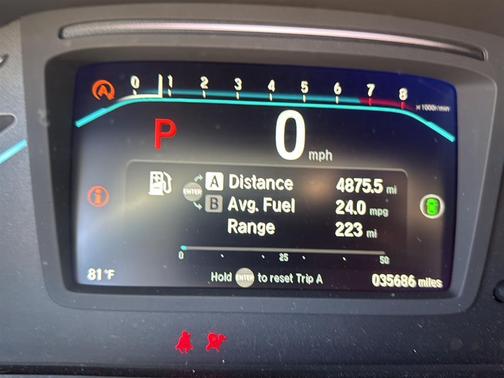 A
0 1 2 3 4 5 6 7 8
x1000r/min
P
0 mph
ENTER A Distance 4875.5 mi
B Avg. Fuel 24.0 mpg
Range 223 mi
0 25 50
81°F Hold ENTER to reset Trip A 035686 miles